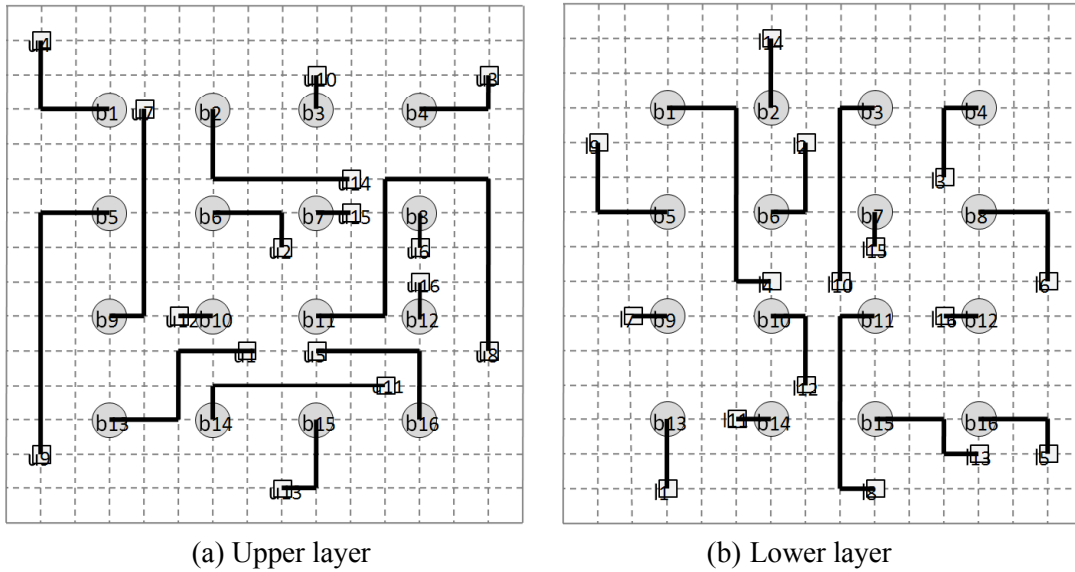 u4
u10 u3
b1 u7 b2 b3 b4
u14
b5 b6 b7 u15 b8
u2 u6
u16
b9 u12 b10 b11 b12
u1 u5 u8
u11
b13 b14 b15 b16
u9
u13
(a) Upper layer
l14
b1 b2 b3 b4
l9 l2
l3
b5 b6 b7 b8
l15
l4 l10 l6
l7 b9 b10 b11 l16 b12
l12
b13 l11 b14 b15 b16
l13 l5
l1 l8
(b) Lower layer